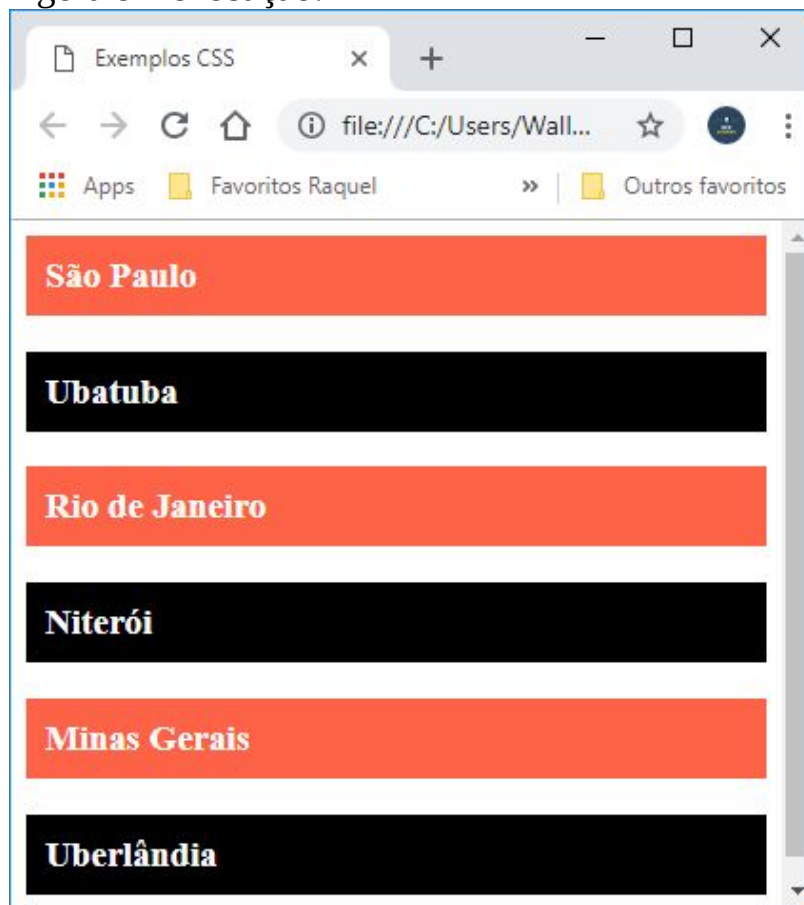 Exemplos CSS
file:///C:/Users/Wall...
Apps
Favoritos Raquel
»
Outros favoritos
São Paulo
Ubatuba
Rio de Janeiro
Niterói
Minas Gerais
Uberlândia